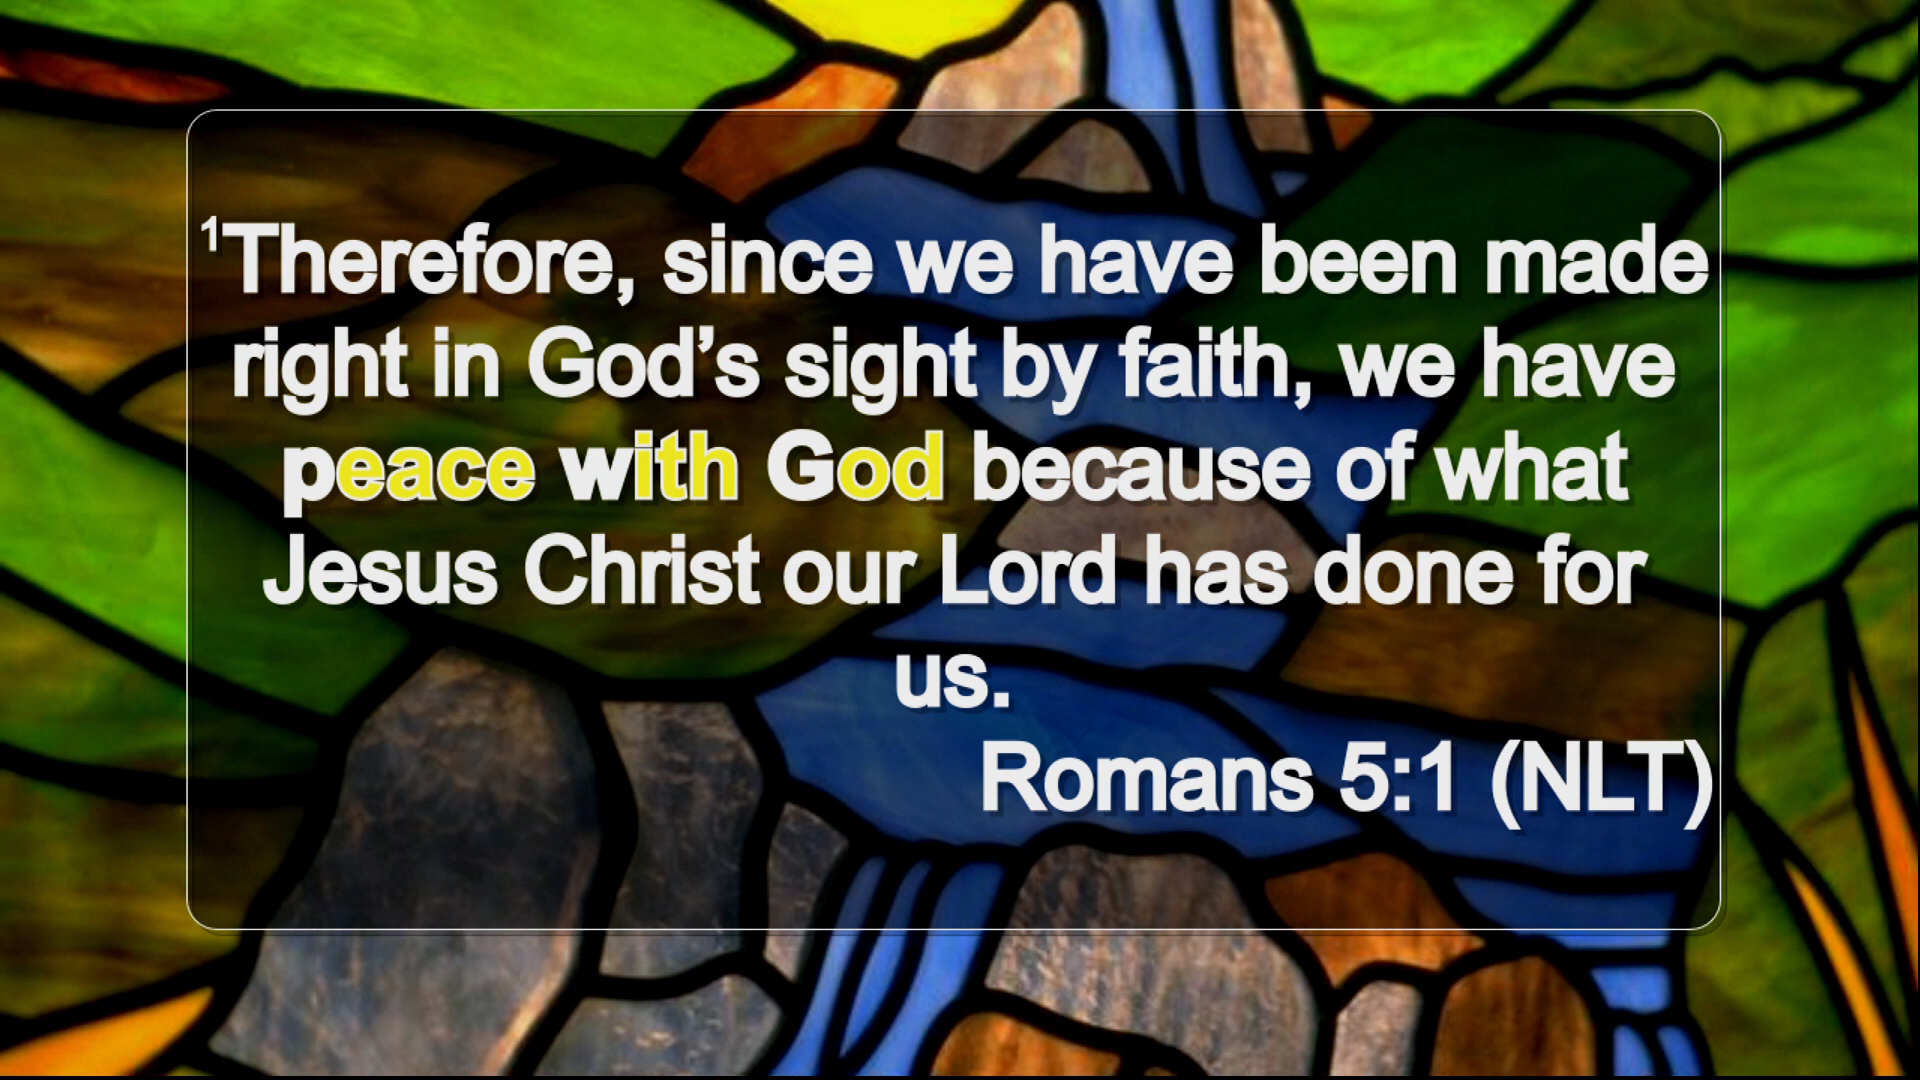 ¹Therefore, since we have been made
right in God’s sight by faith, we have
peace with God because of what
Jesus Christ our Lord has done for
us.
Romans 5:1 (NLT)